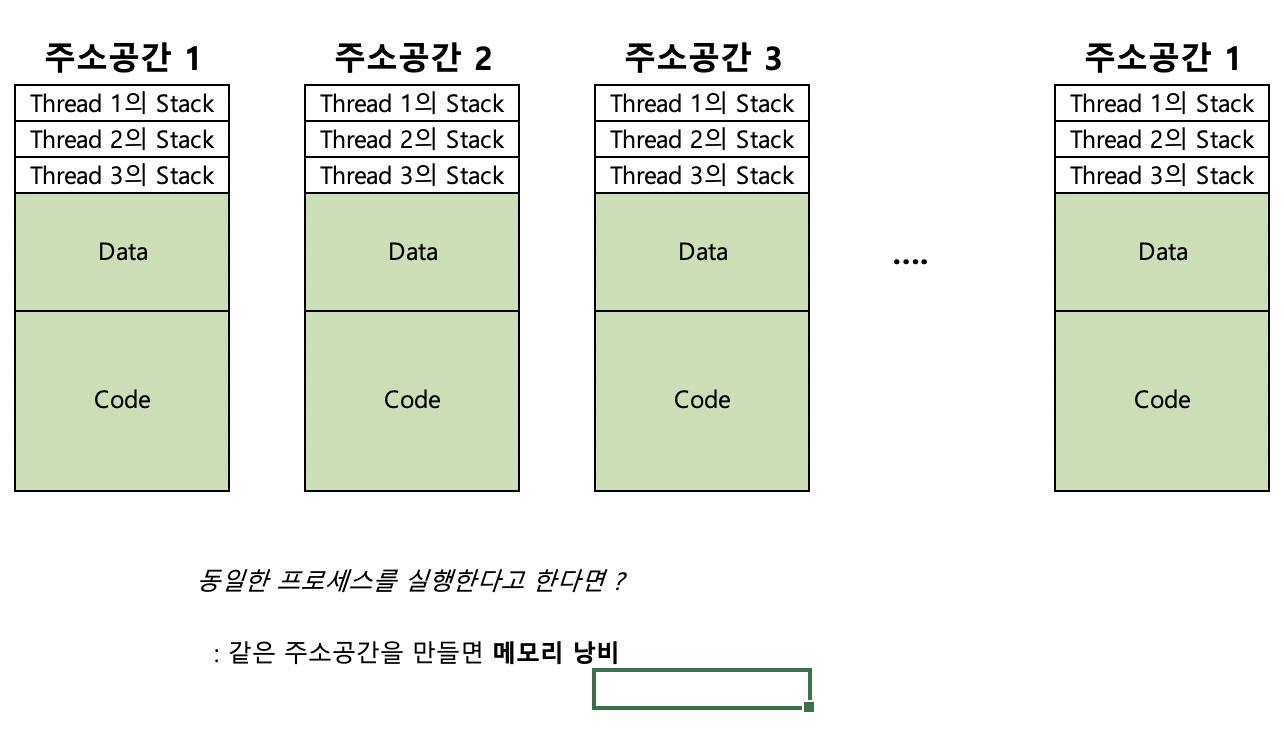 주소공간 1 주소공간 2 주소공간 3 주소공간 1
Thread 1의 Stack Thread 1의 Stack Thread 1의 Stack Thread 1의 Stack
Thread 2의 Stack Thread 2의 Stack Thread 2의 Stack Thread 2의 Stack
Thread 3의 Stack Thread 3의 Stack Thread 3의 Stack Thread 3의 Stack
Data Data Data .... Data
Code Code Code Code
동일한 프로세스를 실행한다고 한다면 ?
: 같은 주소공간을 만들면 메모리 낭비